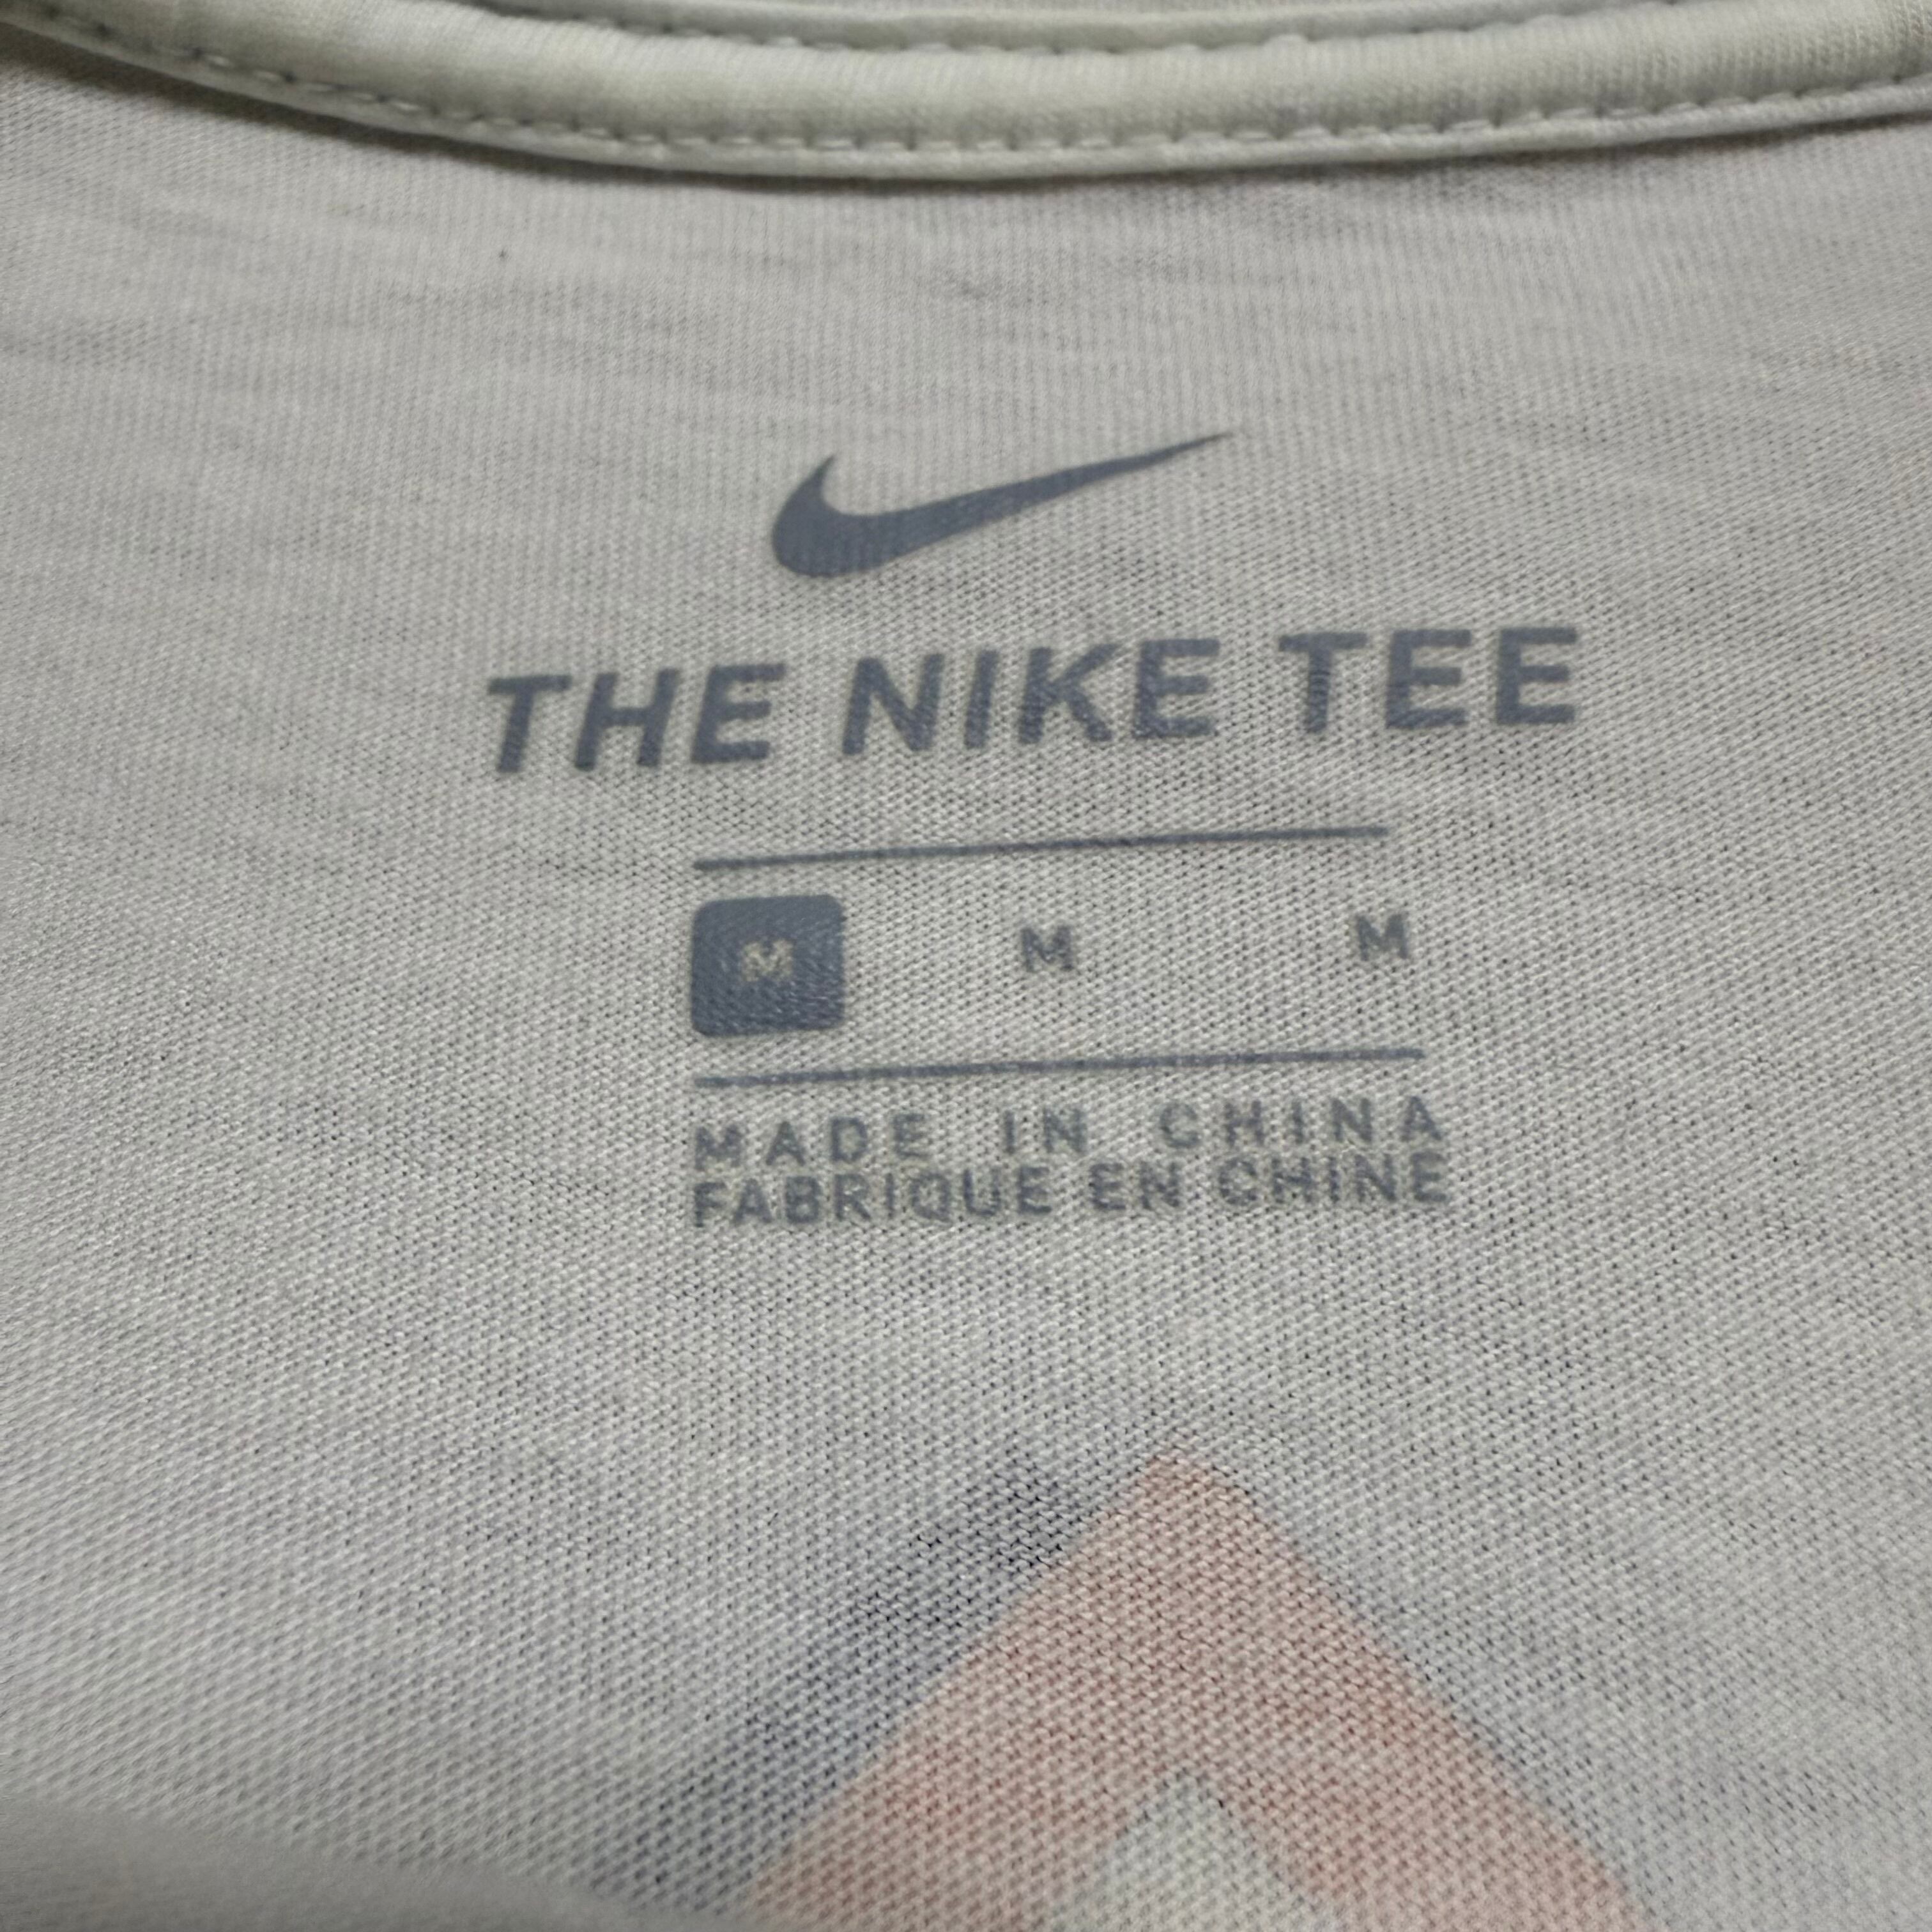 THE NIKE TEE
M M M
MADE IN CHINA
FABRIQUE EN CHINE